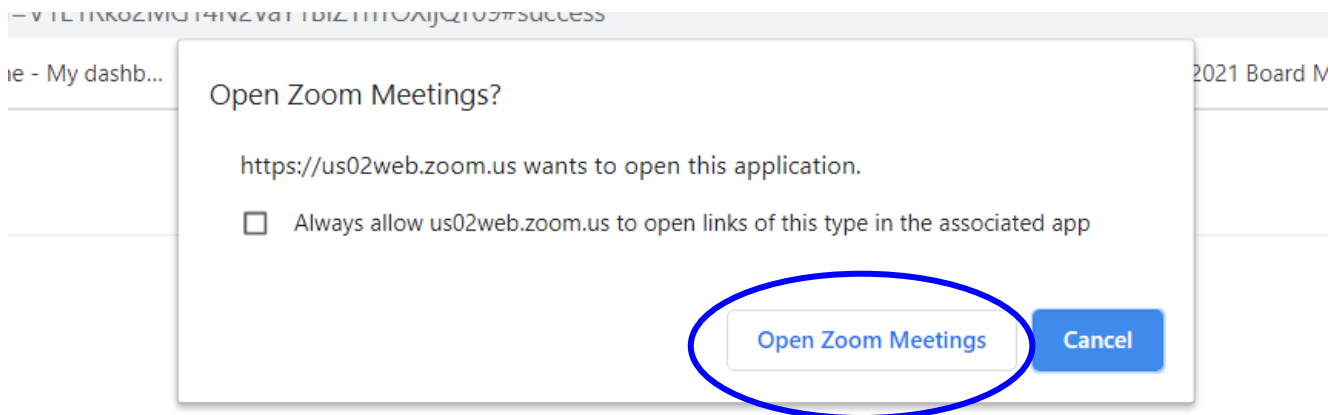 ne - My dashb...
2021 Board M
Open Zoom Meetings?
https://us02web.zoom.us wants to open this application.
Always allow us02web.zoom.us to open links of this type in the associated app
Open Zoom Meetings
Cancel